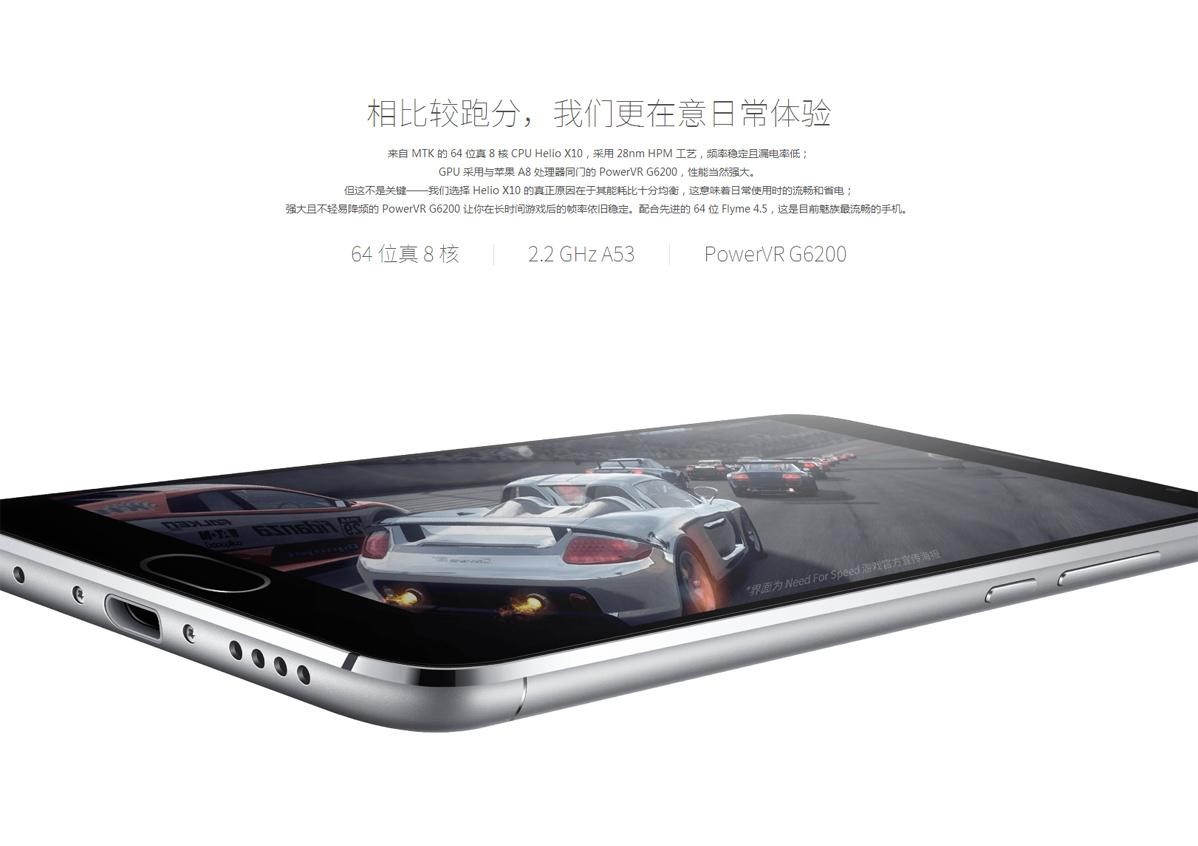 相比较跑分，我们更在意日常体验
来自 MTK 的 64 位真 8 核 CPU Helio X10，采用 28nm HPM 工艺，频率稳定且漏电率低；
GPU 采用与苹果 A8 处理器同门的 PowerVR G6200，性能当然强大。
但这不是关键——我们选择 Helio X10 的真正原因在于其能耗比十分均衡，这意味着日常使用时的流畅和省电；
强大且不轻易降频的 PowerVR G6200 让你在长时间游戏后的帧率依旧稳定。配合先进的 64 位 Flyme 4.5，这是目前魅族最流畅的手机。
64 位真 8 核
2.2 GHz A53
PowerVR G6200
FALKEN
Fidanza
*界面为 Need For Speed 游戏官方宣传海报